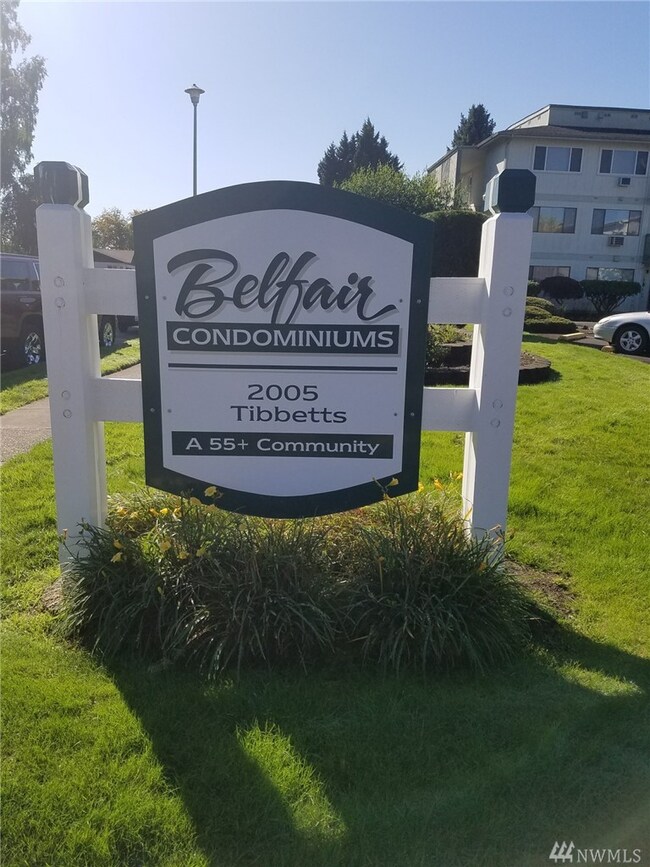 Belfair
CONDOMINIUMS
2005
Tibbetts
A 55+ Community
NWMLS